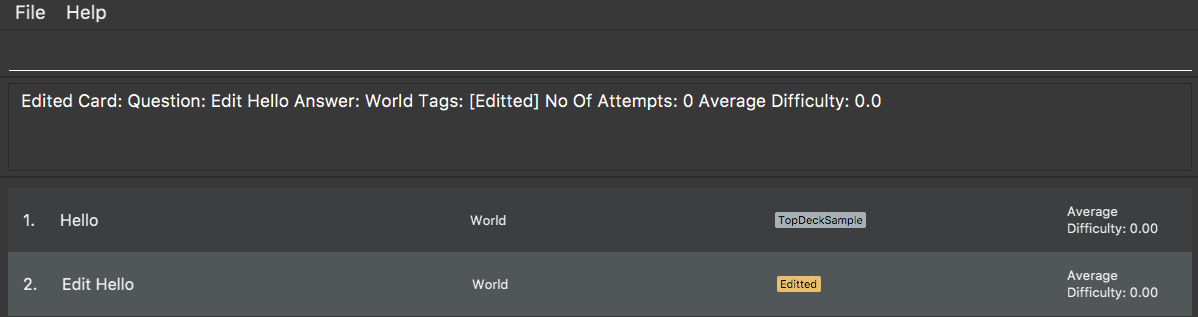 File Help
Edited Card: Question: Edit Hello Answer: World Tags: [Editted] No Of Attempts: 0 Average Difficulty: 0.0
1. Hello World TopDeckSample Average
Difficulty: 0.00
2. Edit Hello World Editted Average
Difficulty: 0.00